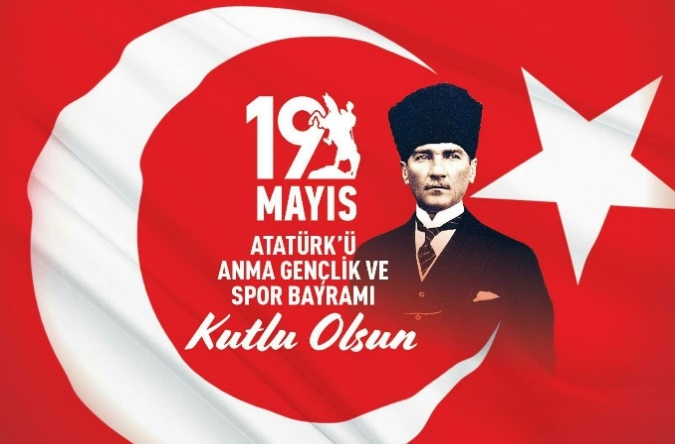 19
MAYIS
ATATÜRK'Ü
ANMA GENÇLİK VE
SPOR BAYRAMI
Kutlu Olsun